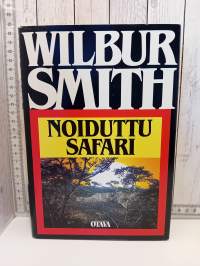 WILBUR
SMITH
NOIDUTTU
SAFARI
OTAVA